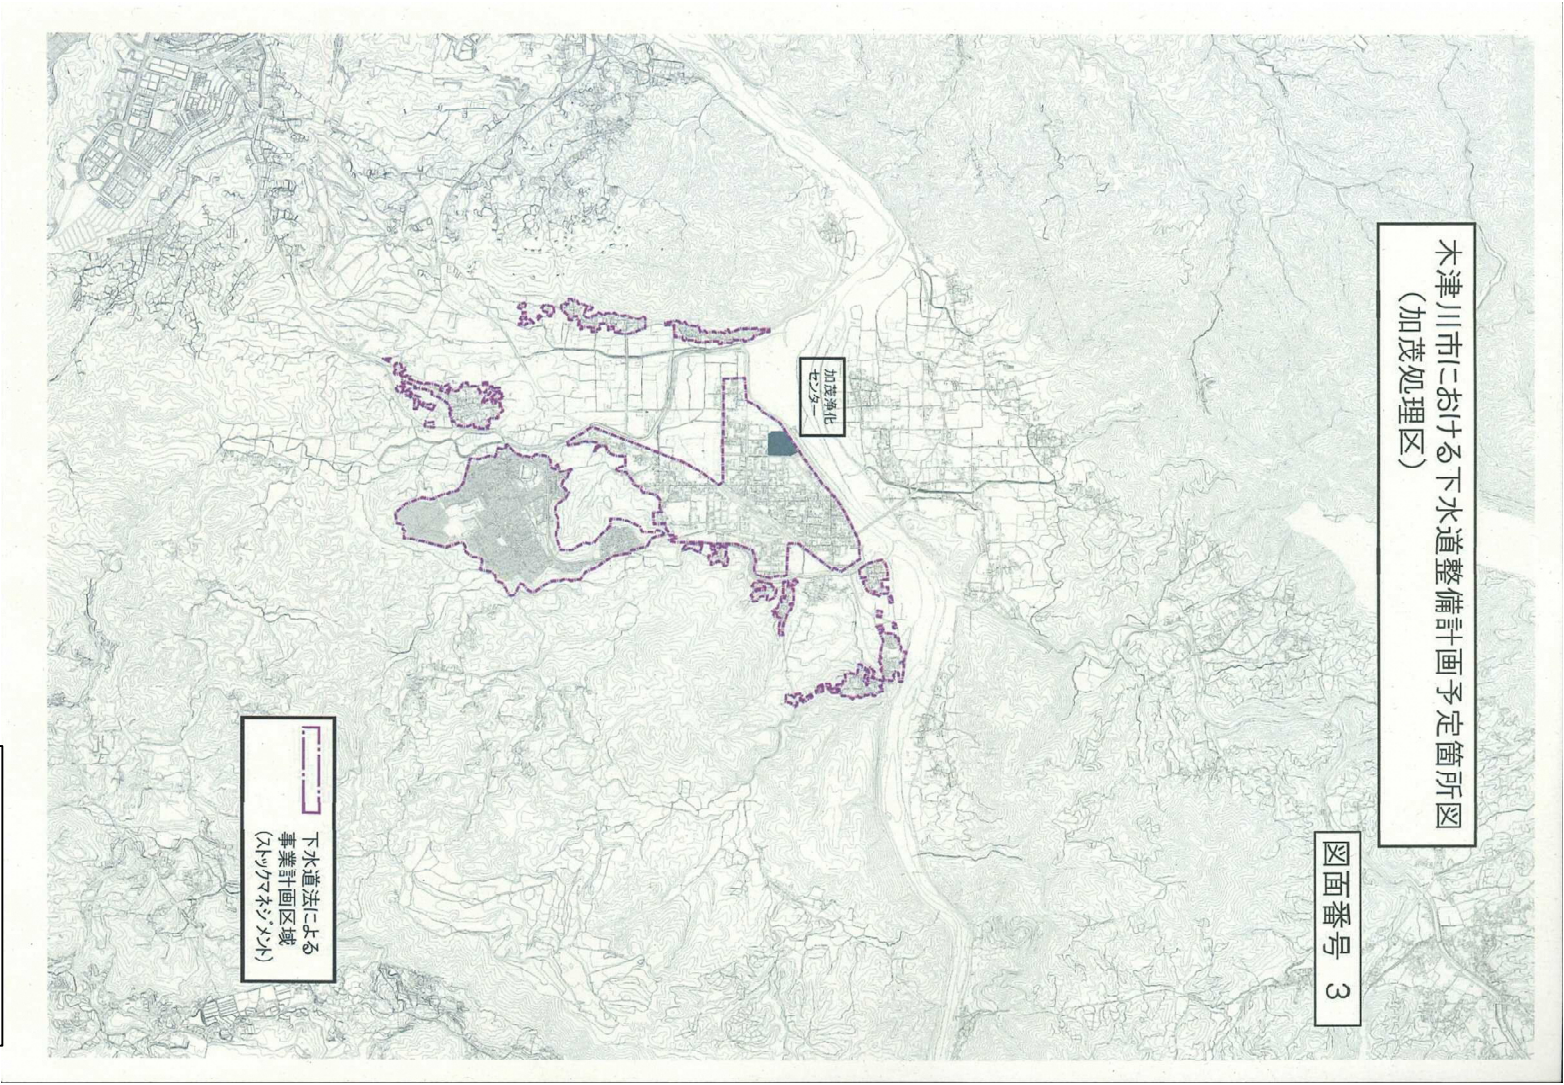 木津川市における下水道整備計画予定箇所図
(加茂処理区)
図面番号 3
加茂浄化
センター
下水道法による
事業計画区域
(ストックマネジメント)